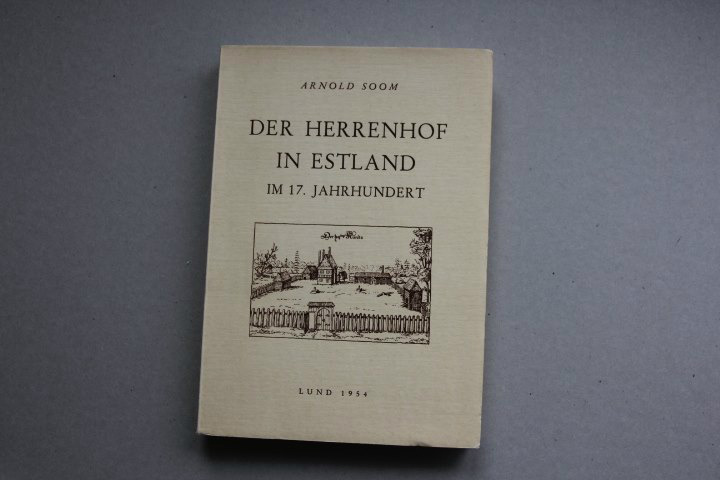 ARNOLD SOOM
DER HERRENHOF
IN ESTLAND
IM 17. JAHRHUNDERT
LUND 1954